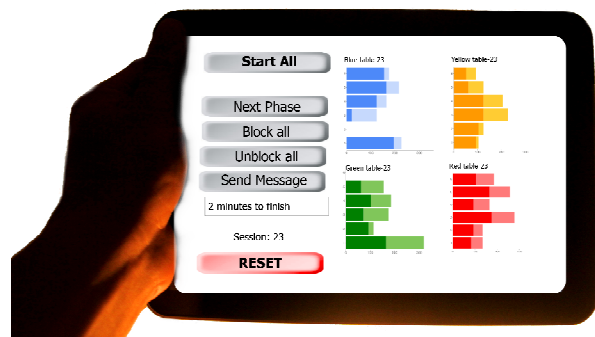 Start All
Next Phase
Block all
Unblock all
Send Message
2 minutes to finish
Session: 23
RESET
Blue table-23
Yellow table-23
Green table-23
Red table-23